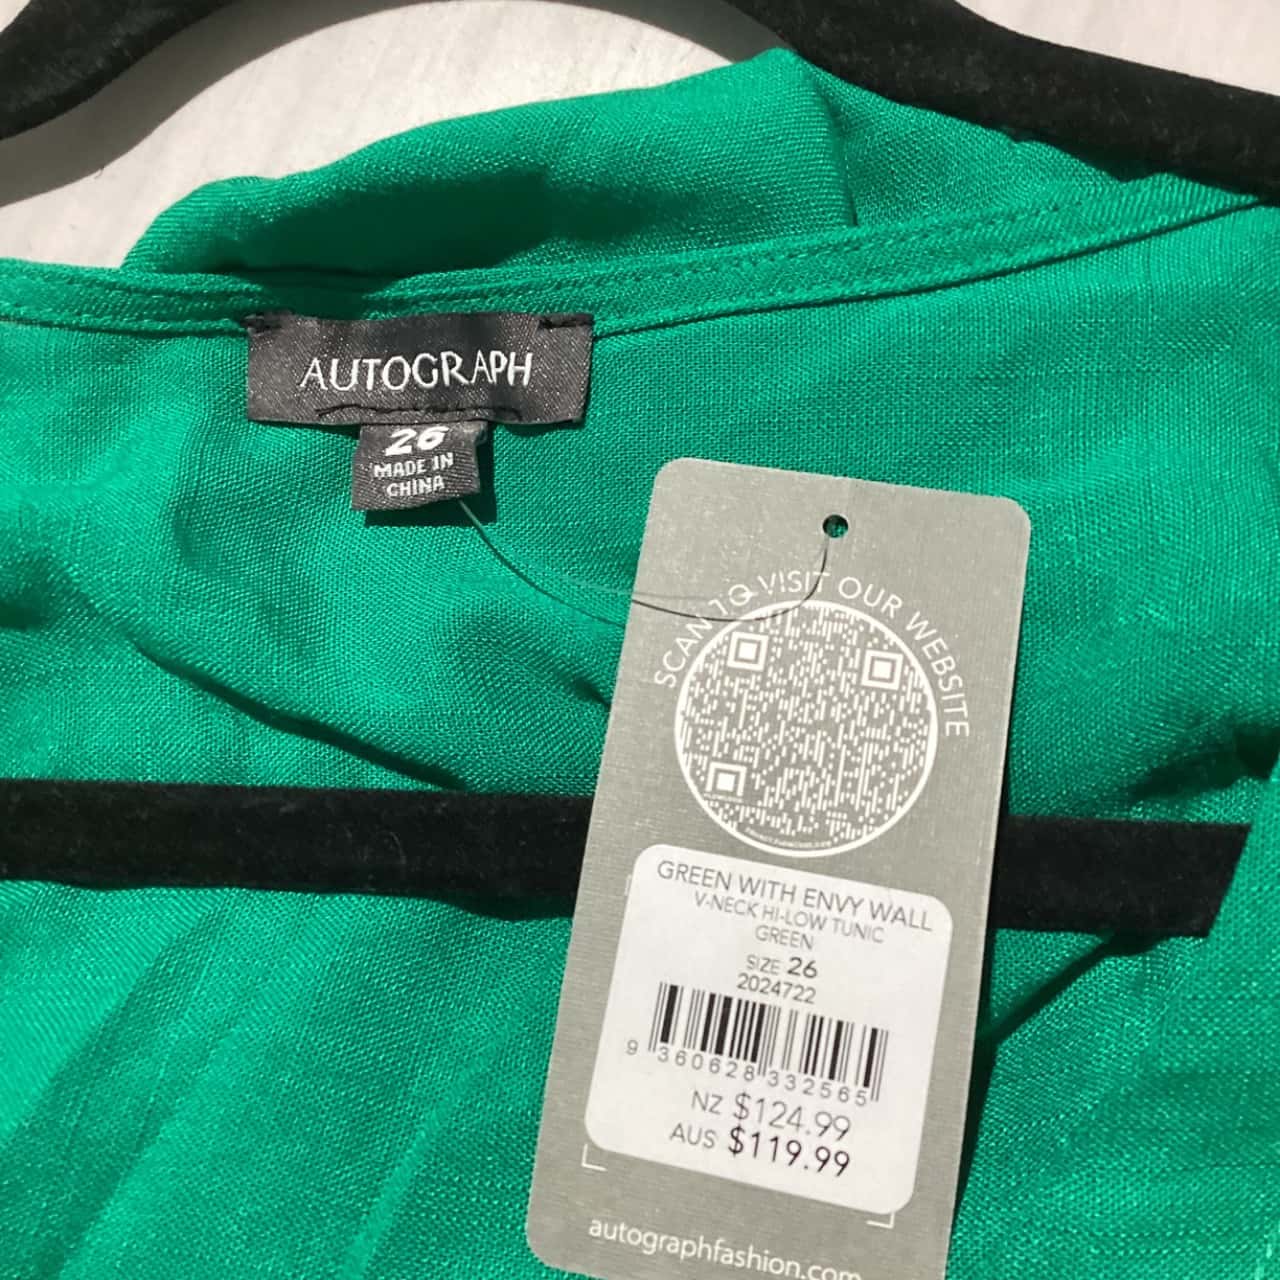 AUTOGRAPH
26
MADE IN
CHINA
SCAN TO VISIT OUR WEBSITE
GREEN WITH ENVY WALL
V-NECK HI-LOW TUNIC
GREEN
SIZE 26
2024722
9 360628 332565
NZ $124.99
AUS $119.99
autographfashion.com